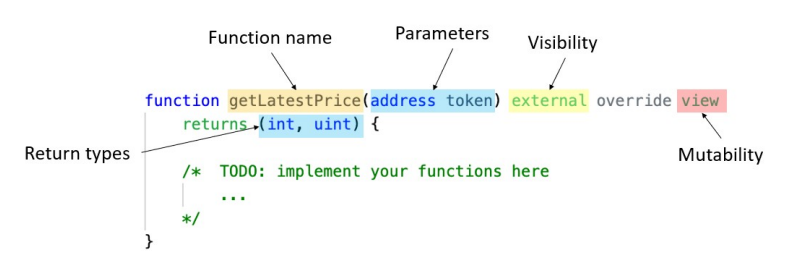 Function name
Parameters
Visibility
function getLatestPrice(address token) external override view
returns (int, uint) {
Return types
Mutability
/*  TODO: implement your functions here
...
*/
}